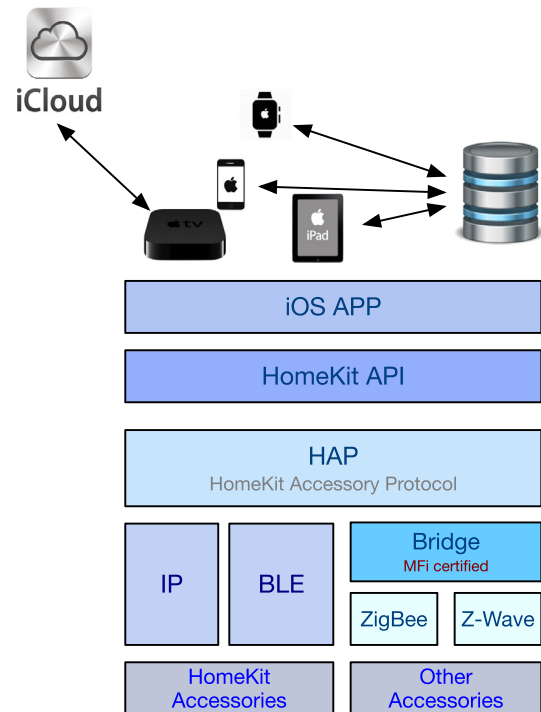 iCloud
tv
iPad
iOS APP
HomeKit API
HAP
HomeKit Accessory Protocol
IP
BLE
Bridge
MFi certified
ZigBee
Z-Wave
HomeKit
Accessories
Other
Accessories